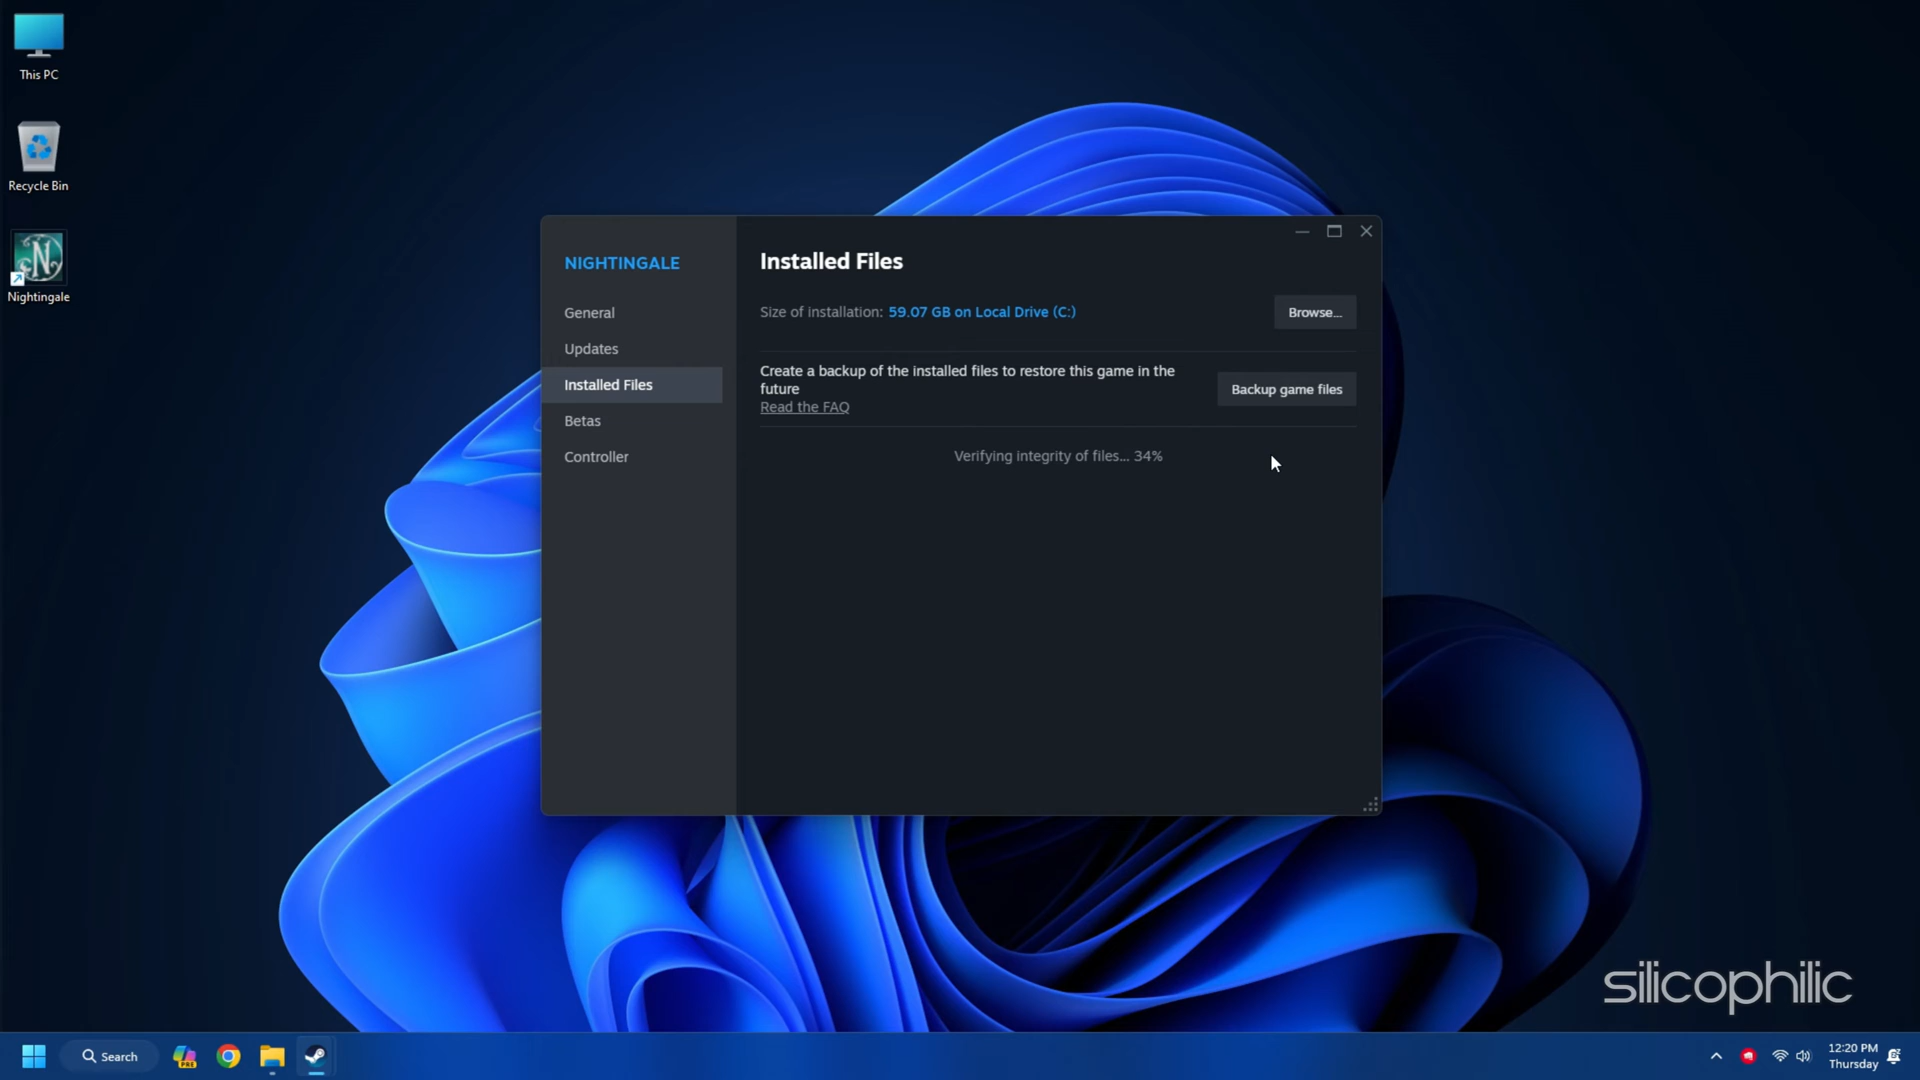 This PC
Recycle Bin
Nightingale
NIGHTINGALE
General
Updates
Installed Files
Betas
Controller
Installed Files
Size of installation: 59.07 GB on Local Drive (C:)
Browse...
Create a backup of the installed files to restore this game in the
future
Read the FAQ
Backup game files
Verifying integrity of files... 34%
silicophilic
Search
PRE
12:20 PM
Thursday